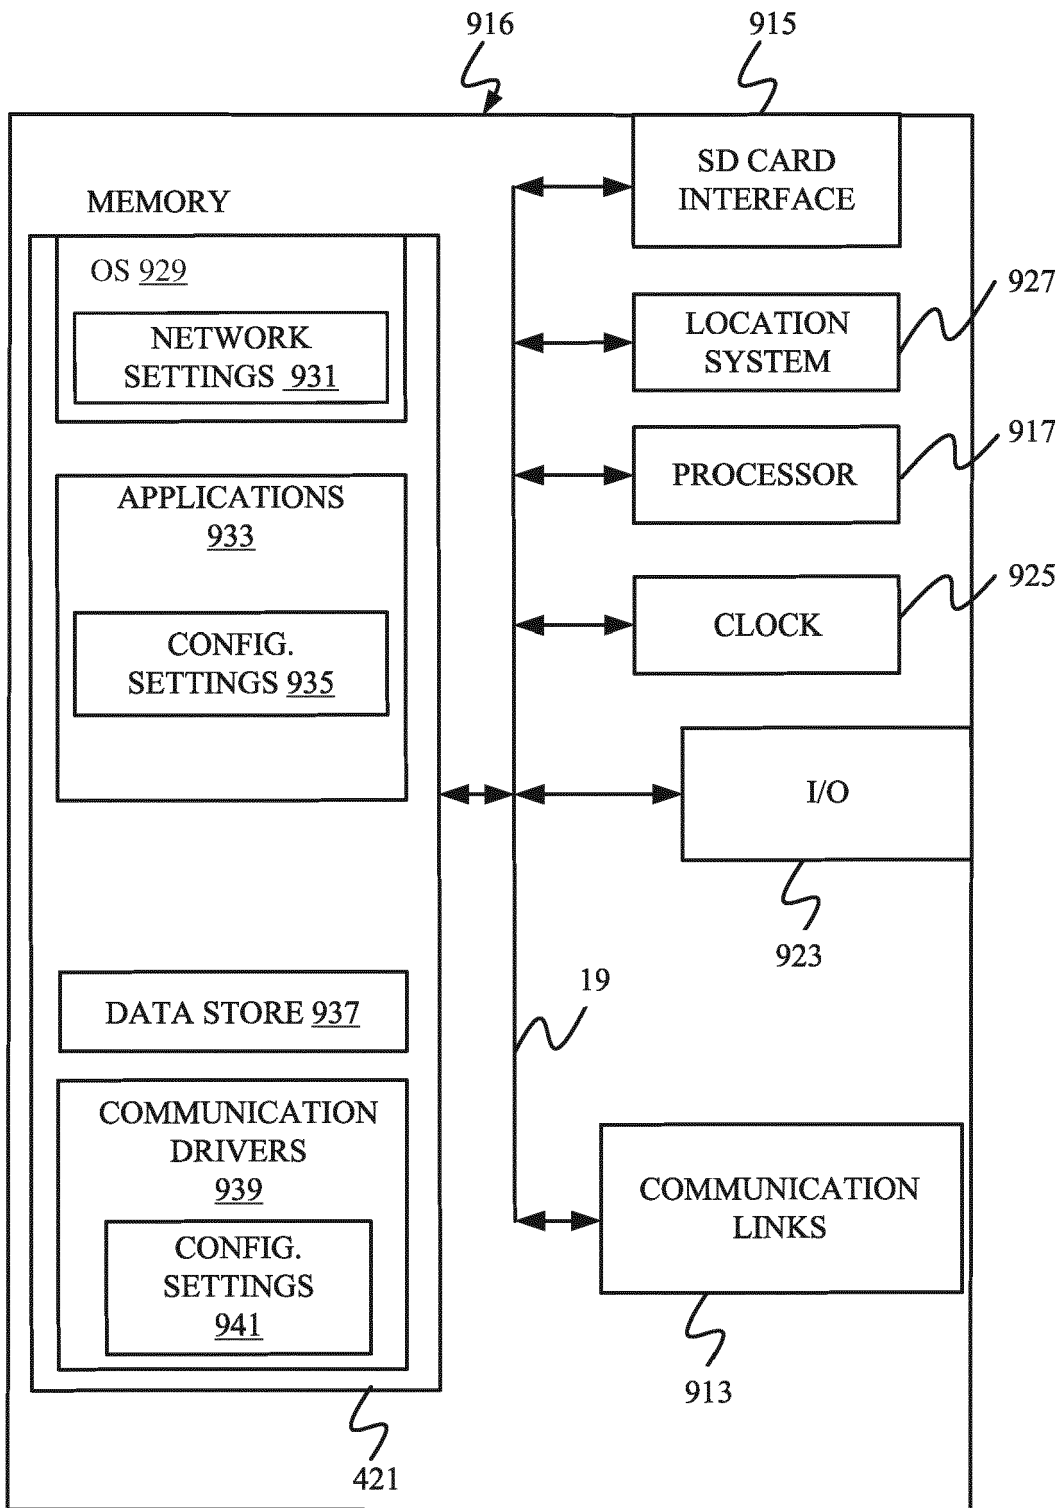 916
915
SD CARD
INTERFACE
MEMORY
OS 929
NETWORK
SETTINGS 931
927
LOCATION
SYSTEM
917
PROCESSOR
APPLICATIONS
933
925
CLOCK
CONFIG.
SETTINGS 935
I/O
923
19
DATA STORE 937
COMMUNICATION
DRIVERS
939
CONFIG.
SETTINGS
941
COMMUNICATION
LINKS
913
421